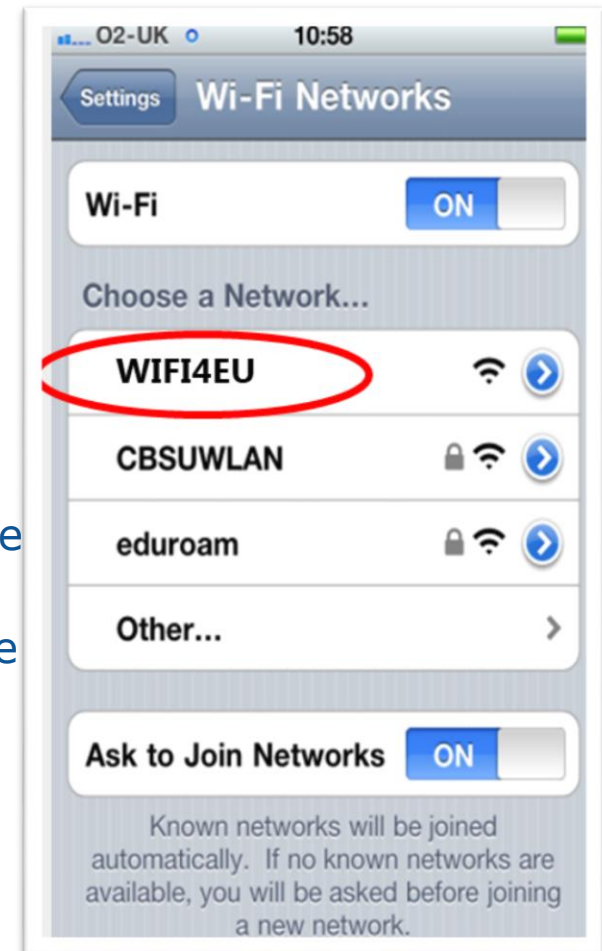 O2-UK 10:58
Settings Wi-Fi Networks
Wi-Fi ON
Choose a Network...
WIFI4EU
CBSUWLAN
e
eduroam
e
Other...
Ask to Join Networks ON
Known networks will be joined
automatically. If no known networks are
available, you will be asked before joining
a new network.